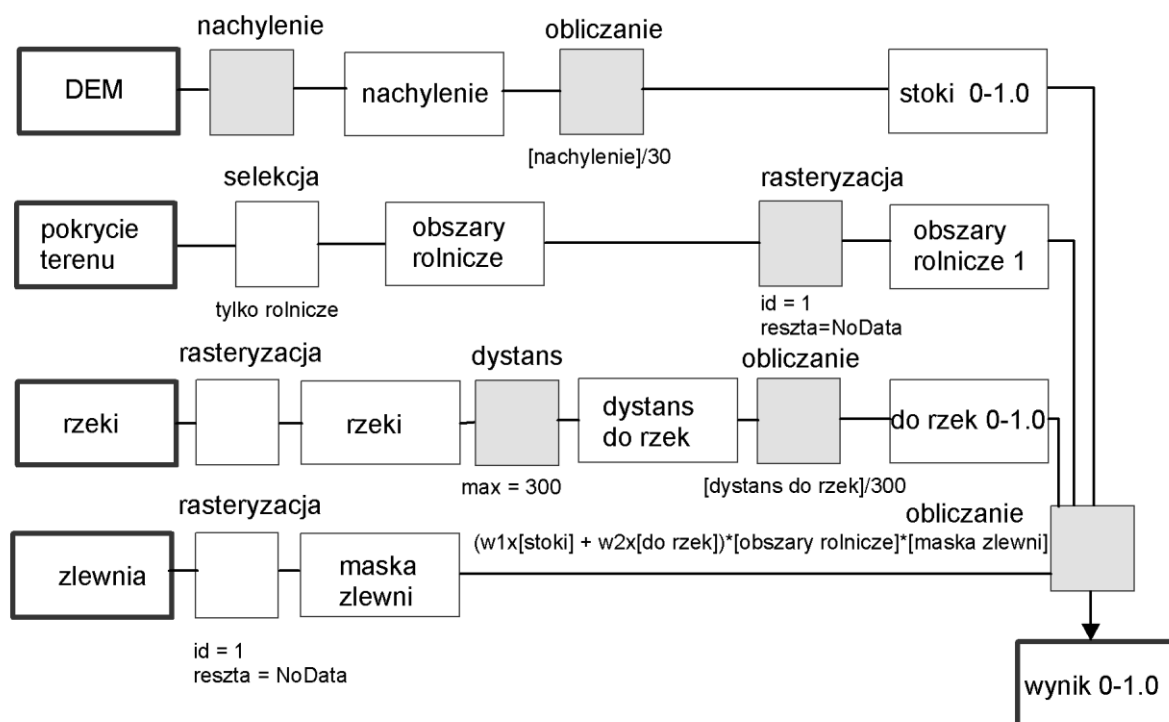 nachylenie
obliczanie
DEM
nachylenie
stoki 0-1.0
[nachylenie]/30
selekcja
rasteryzacja
pokrycie
terenu
obszary
rolnicze
obszary
rolnicze 1
tylko rolnicze
id = 1
reszta=NoData
rasteryzacja
dystans
obliczanie
rzeki
rzeki
dystans
do rzek
do rzek 0-1.0
max = 300
[dystans do rzek]/300
rasteryzacja
obliczanie
(w1x[stoki] + w2x[do rzek])*[obszary rolnicze]*[maska zlewni]
zlewnia
maska
zlewni
id = 1
reszta = NoData
wynik 0-1.0